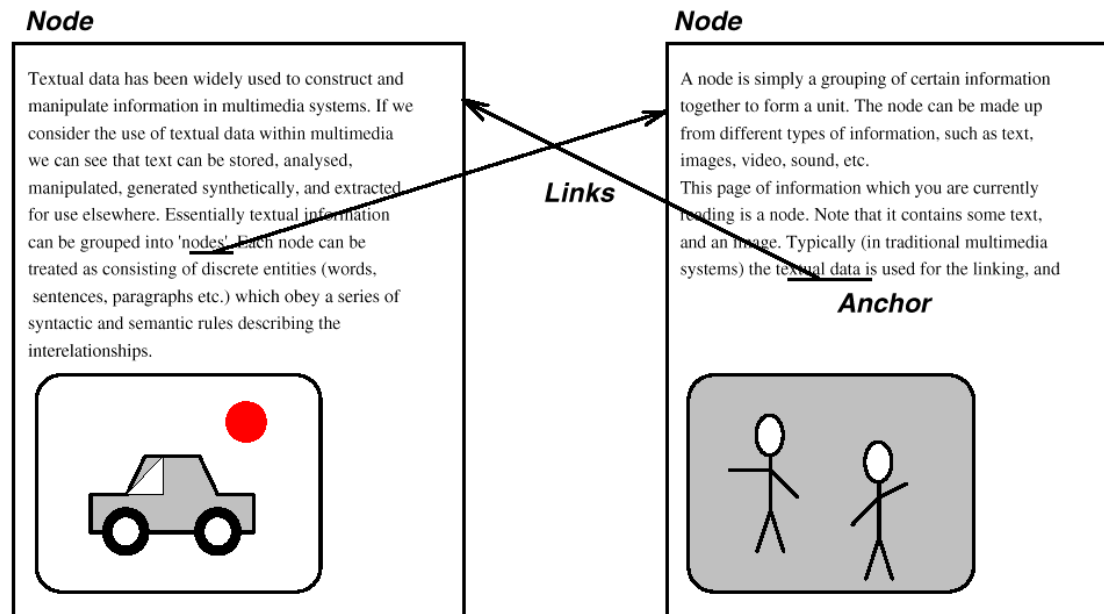 Node
Textual data has been widely used to construct and
manipulate information in multimedia systems. If we
consider the use of textual data within multimedia
we can see that text can be stored, analysed,
manipulated, generated synthetically, and extracted
for use elsewhere. Essentially textual information
can be grouped into 'nodes'. Each node can be
treated as consisting of discrete entities (words,
sentences, paragraphs etc.) which obey a series of
syntactic and semantic rules describing the
interelationships.
Links
Node
A node is simply a grouping of certain information
together to form a unit. The node can be made up
from different types of information, such as text,
images, video, sound, etc.
This page of information which you are currently
reading is a node. Note that it contains some text,
and an image. Typically (in traditional multimedia
systems) the textual data is used for the linking, and
Anchor